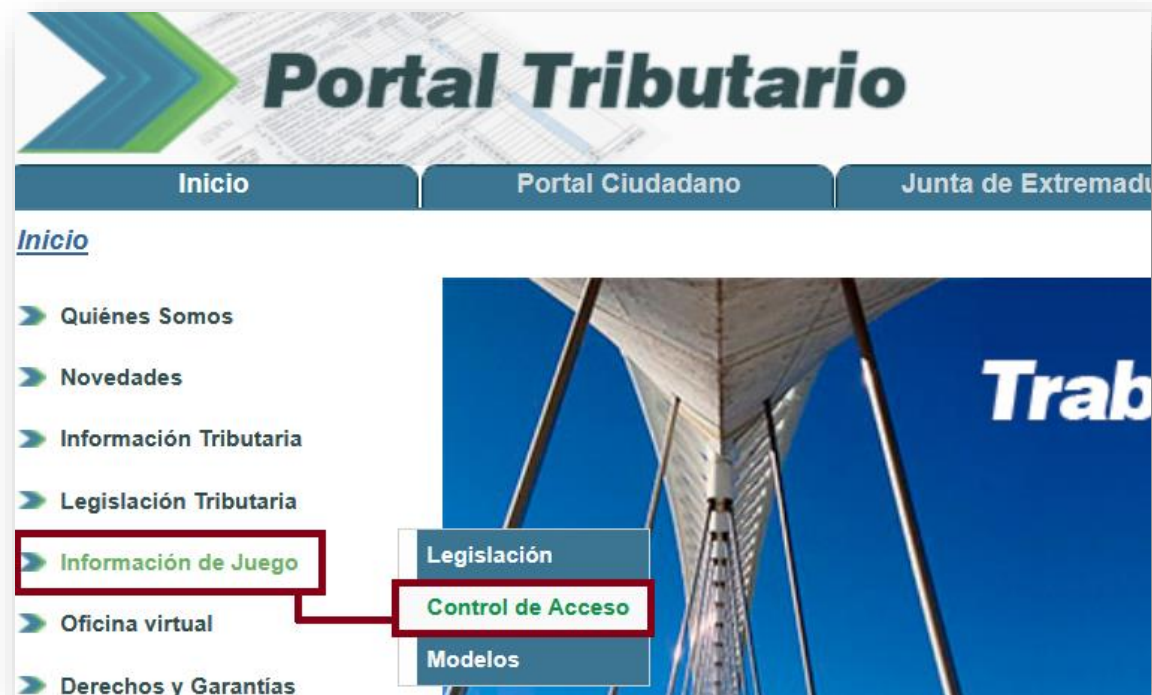 Portal Tributario
Inicio
Portal Ciudadano
Junta de Extremadu
Inicio
Quiénes Somos
Novedades
Información Tributaria
Legislación Tributaria
Información de Juego
Oficina virtual
Derechos y Garantías
Legislación
Control de Acceso
Modelos
Trab